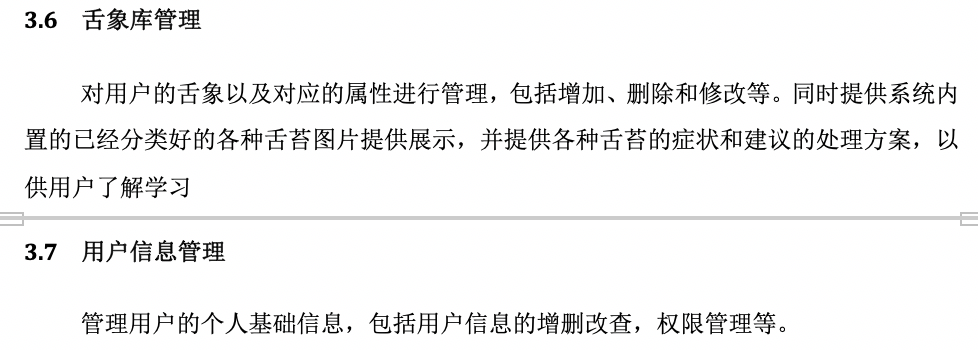 3.6 舌象库管理
对用户的舌象以及对应的属性进行管理，包括增加、删除和修改等。同时提供系统内
置的已经分类好的各种舌苔图片提供展示，并提供各种舌苔的症状和建议的处理方案，以
供用户了解学习
3.7 用户信息管理
管理用户的个人基础信息，包括用户信息的增删改查，权限管理等。